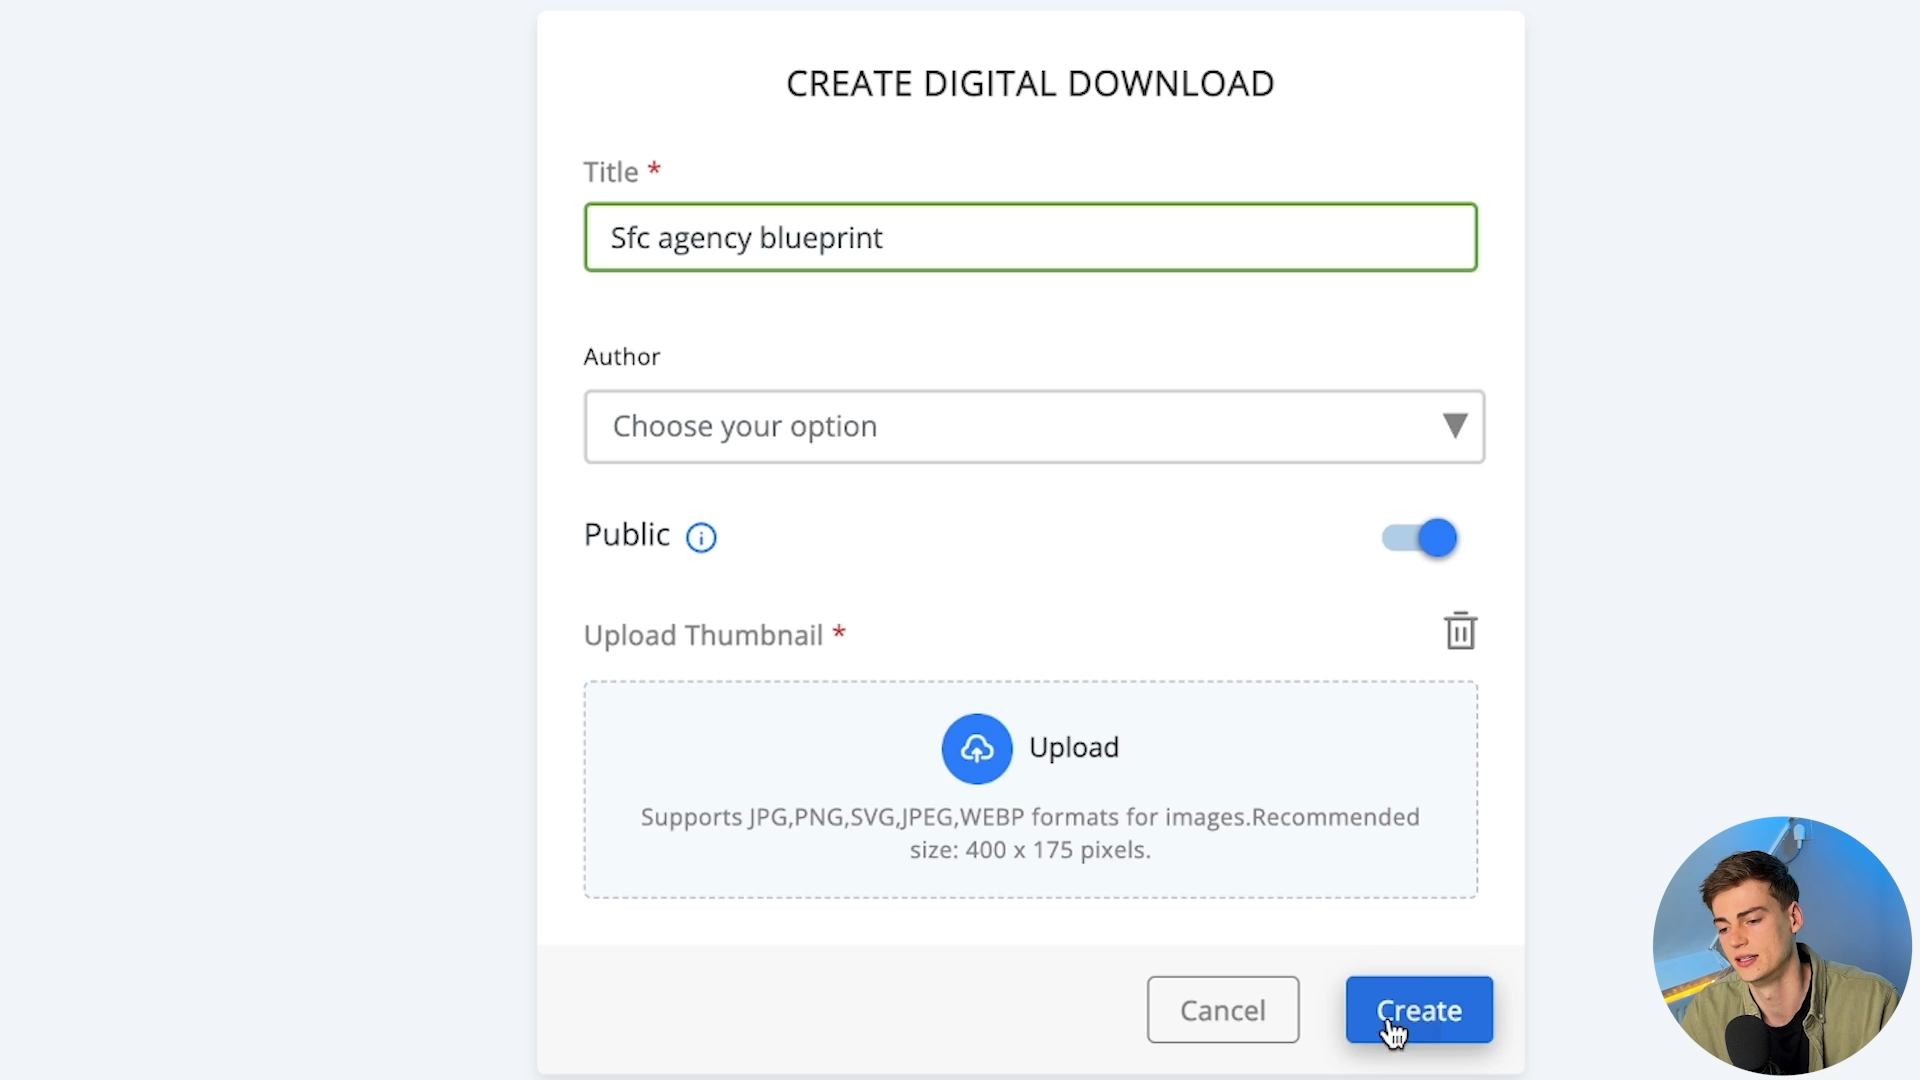 CREATE DIGITAL DOWNLOAD
Title *
Sfc agency blueprint
Author
Choose your option
Public
Upload Thumbnail *
Upload
Supports JPG,PNG,SVG,JPEG,WEBP formats for images.Recommended
size: 400 x 175 pixels.
Cancel
Create